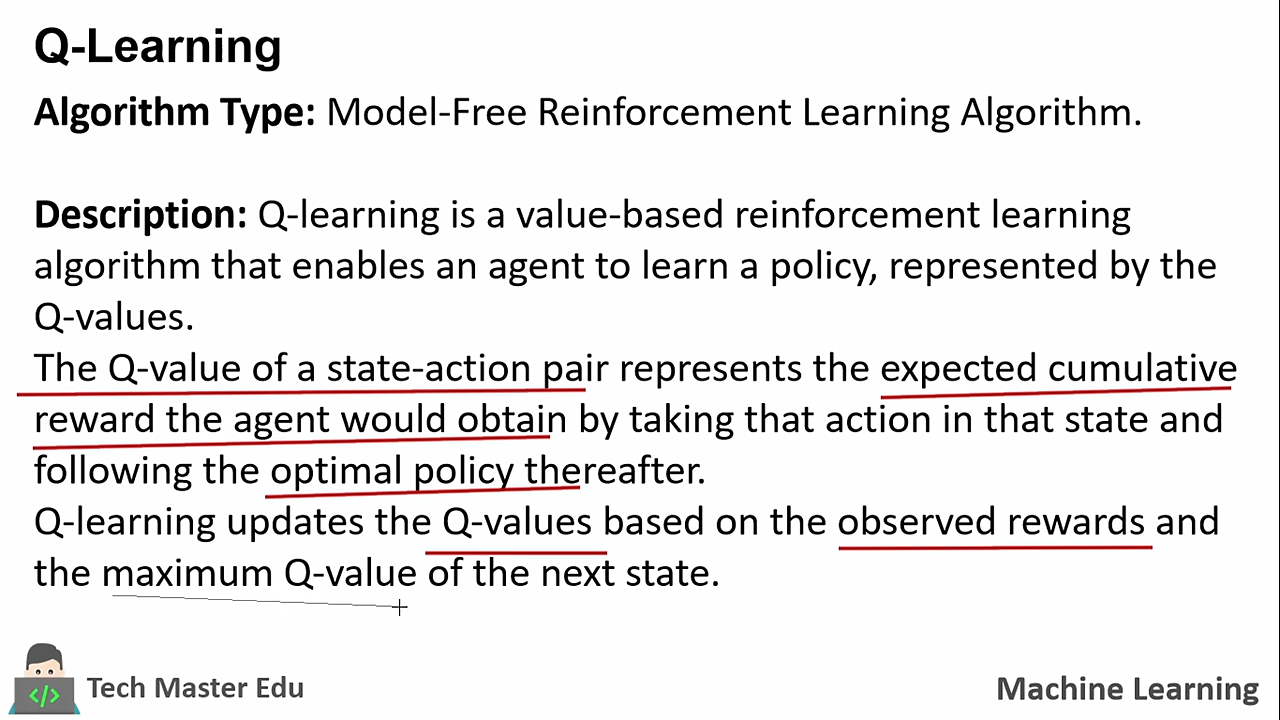 Q-Learning
Algorithm Type: Model-Free Reinforcement Learning Algorithm.
Description: Q-learning is a value-based reinforcement learning
algorithm that enables an agent to learn a policy, represented by the
Q-values.
The Q-value of a state-action pair represents the expected cumulative
reward the agent would obtain by taking that action in that state and
following the optimal policy thereafter.
Q-learning updates the Q-values based on the observed rewards and
the maximum Q-value of the next state.
</>
Tech Master Edu
Machine Learning